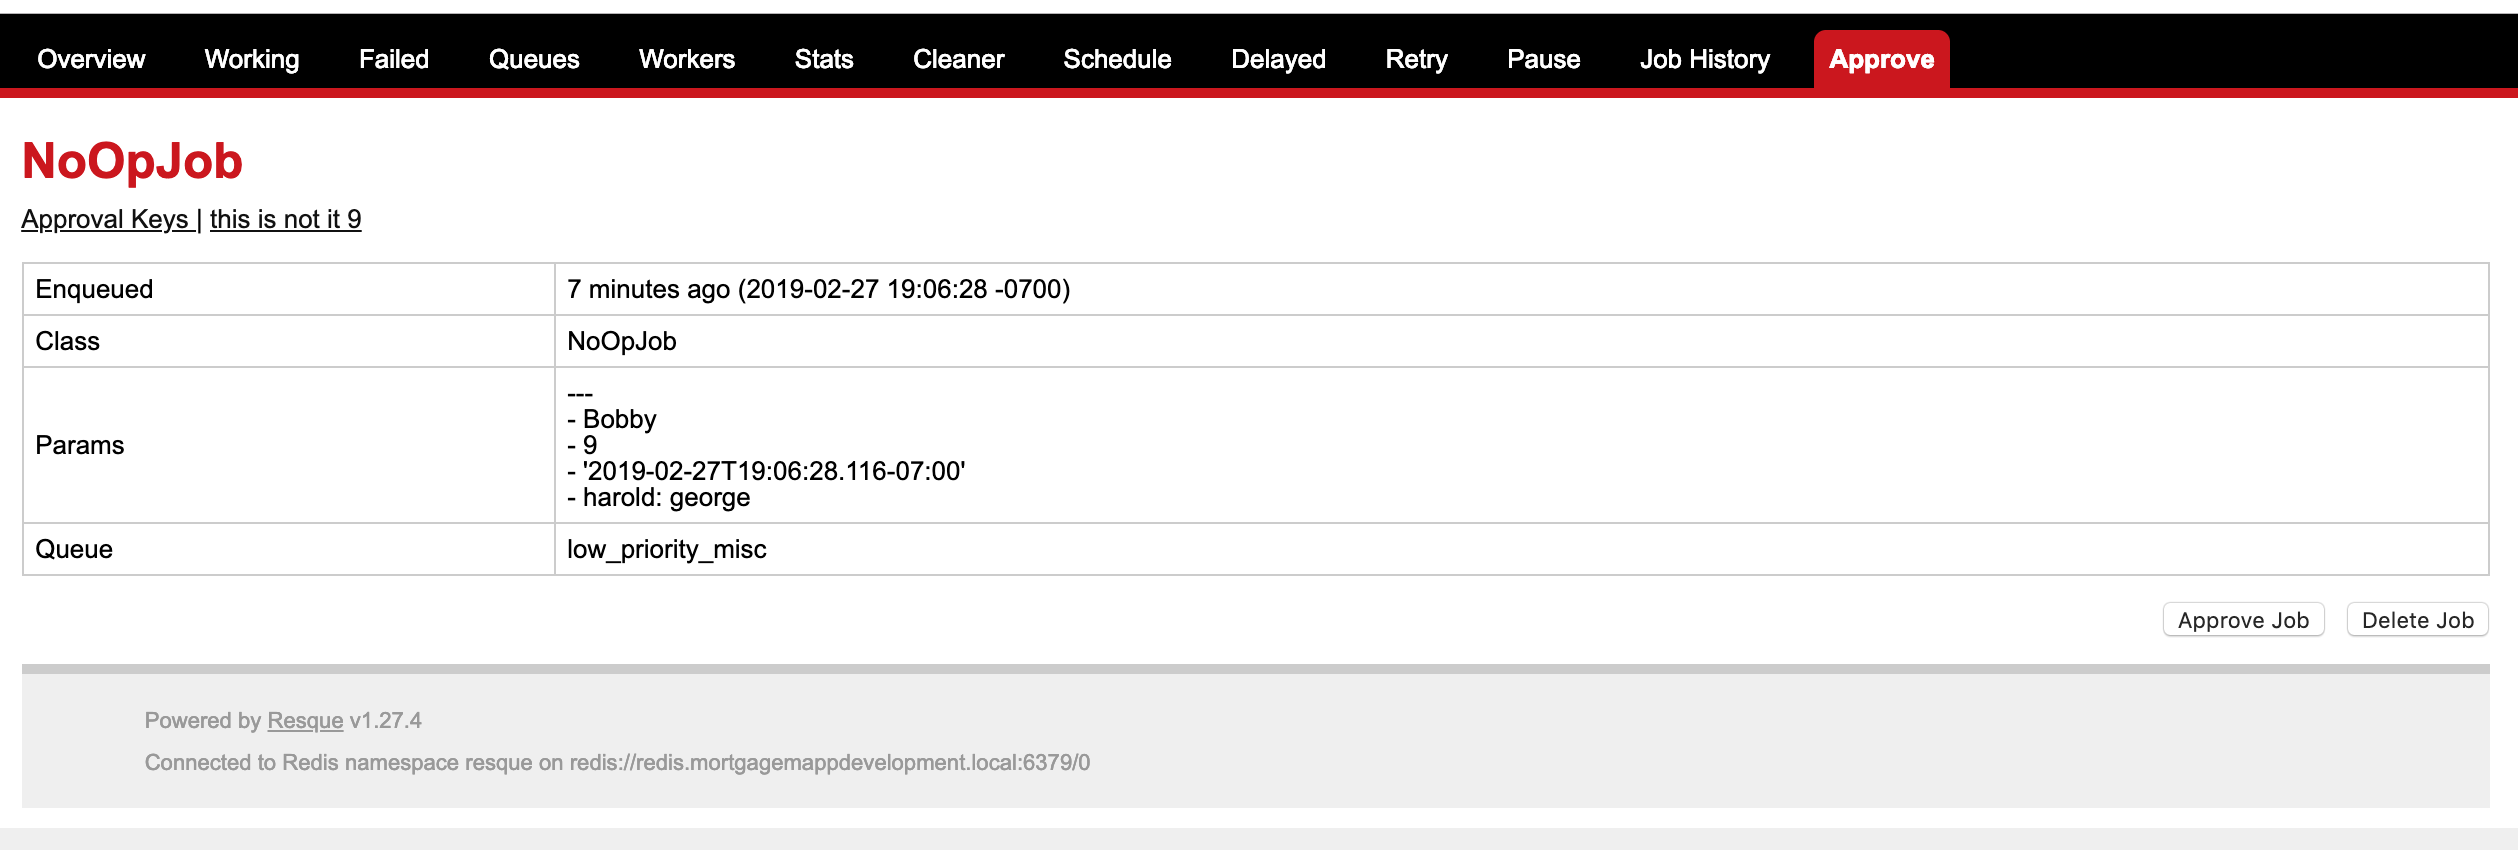 Overview Working Failed Queues Workers Stats Cleaner Schedule Delayed Retry Pause Job History Approve
NoOpJob
Approval Keys | this is not it 9
Enqueued 7 minutes ago (2019-02-27 19:06:28 -0700)
Class NoOpJob
Params
---
- Bobby
- 9
- '2019-02-27T19:06:28.116-07:00'
- harold: george
Queue low_priority_misc
Approve Job Delete Job
Powered by Resque v1.27.4
Connected to Redis namespace resque on redis://redis.mortgagemappdevelopment.local:6379/0